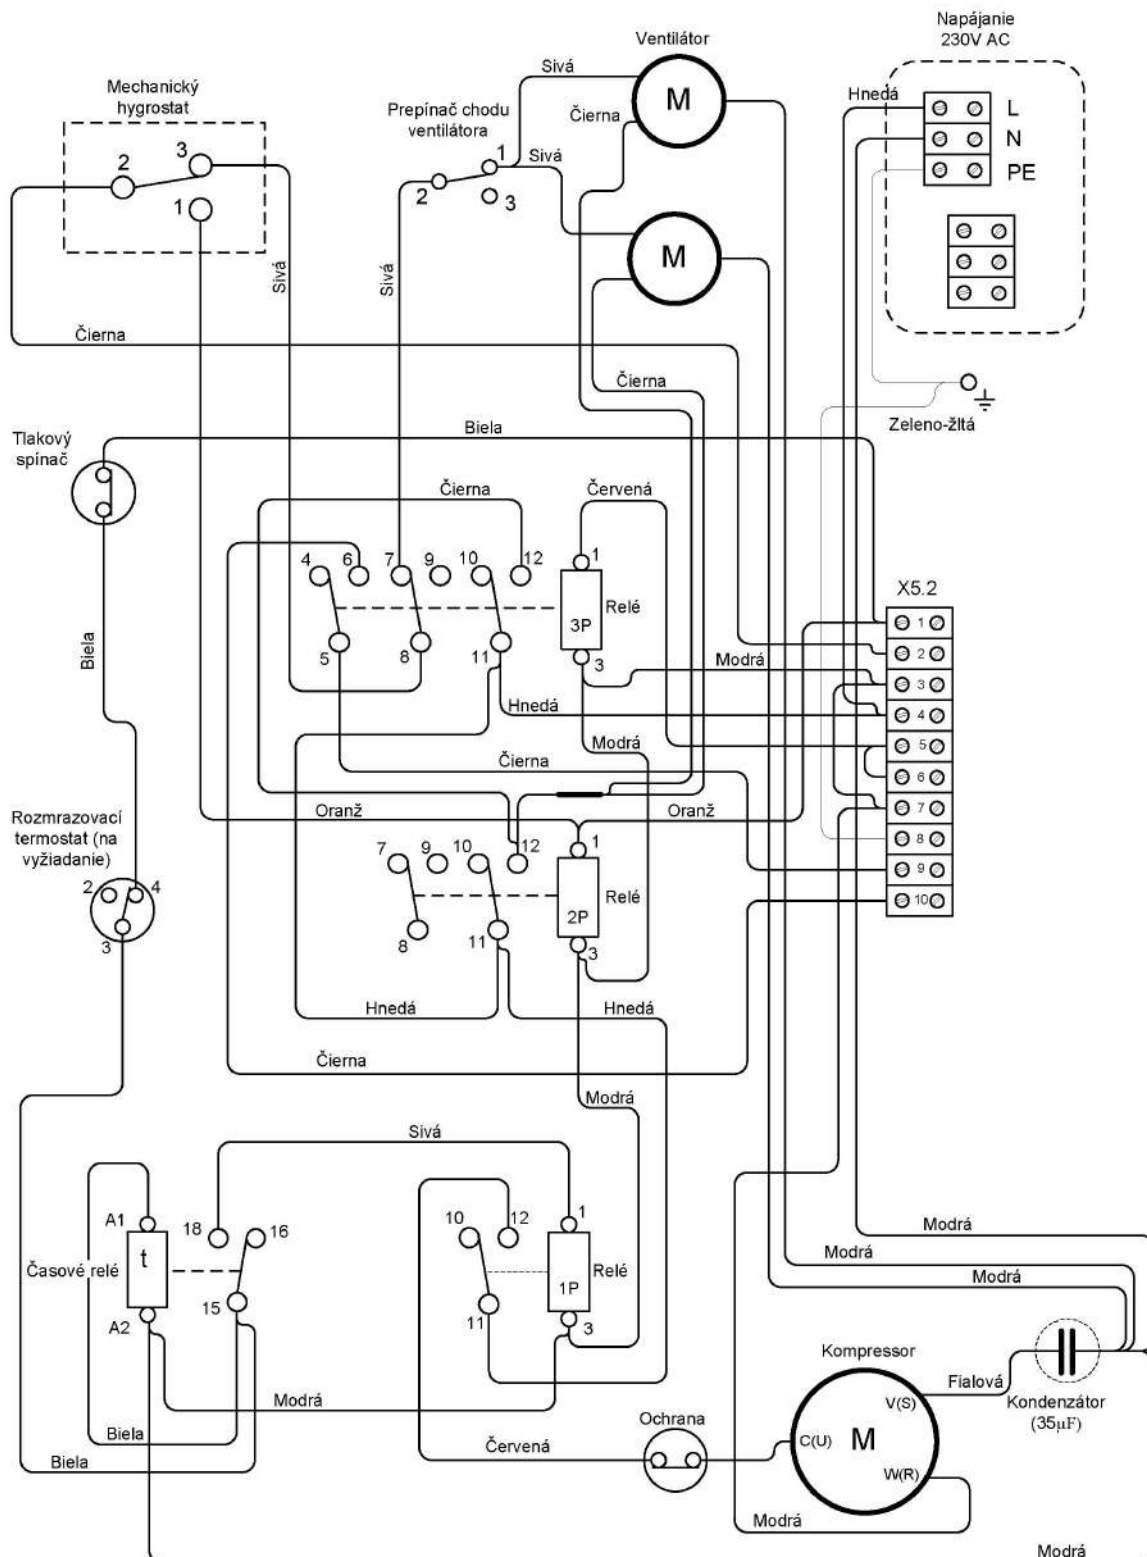 Napájanie
230V AC
Ventilátor
Sivá
Hnedá
L
N
PE
Mechanický
hygrostat
Prepínač chodu
ventilátora
Čierna
M
3
2
1
1
Sivá
2
3
M
Sivá
Sivá
Čierna
Čierna
Zeleno-žltá
Biela
Tlakový
spínač
Čierna
Červená
4
6
7
9
10
12
1
X5.2
Relé
3P
1
2
3
4
5
6
7
8
9
10
Biela
5
8
11
3
Modrá
Hnedá
Modrá
Čierna
Oranž
Oranž
Rozmrazovací
termostat (na
vyžiadanie)
2
4
3
7
9
10
12
1
Relé
2P
8
11
3
Hnedá
Hnedá
Čierna
Modrá
Sivá
A1
18
16
10
12
1
t
Časové relé
Relé
1P
A2
15
11
3
Modrá
Modrá
Modrá
Kompressor
Modrá
Fialová
Kondenzátor
(35µF)
V(S)
C(U)
M
W(R)
Ochrana
Biela
Biela
Červená
Modrá
Modrá